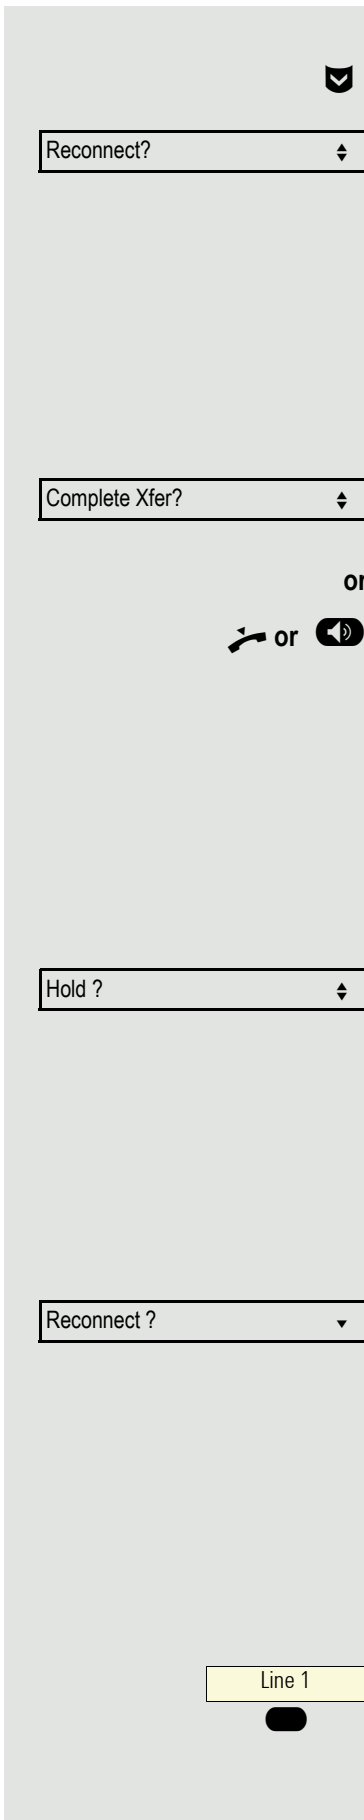 Reconnect?
Complete Xfer?
or
or
Hold ?
Reconnect ?
Line 1